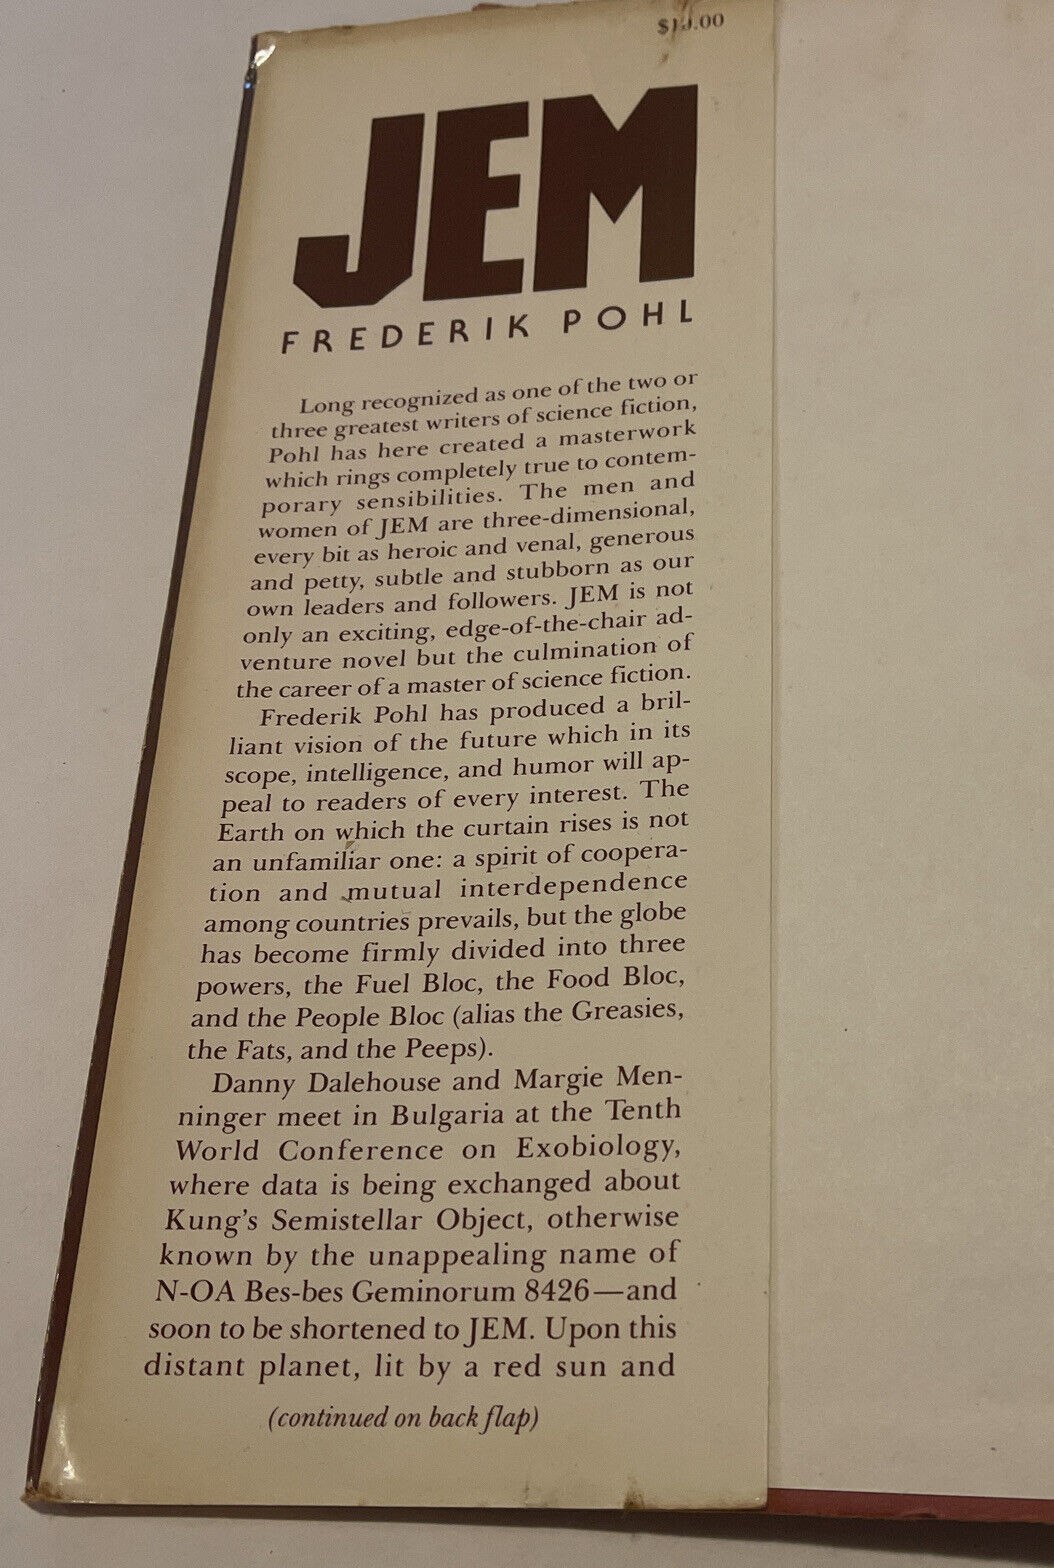 $10.00
JEM
FREDERIK POHL
Long recognized as one of the two or
three greatest writers of science fiction,
Pohl has here created a masterwork
which rings completely true to contem-
porary sensibilities. The men and
women of JEM are three-dimensional,
every bit as heroic and venal, generous
and petty, subtle and stubborn as our
own leaders and followers. JEM is not
only an exciting, edge-of-the-chair ad-
venture novel but the culmination of
the career of a master of science fiction.
Frederik Pohl has produced a bril-
liant vision of the future which in its
scope, intelligence, and humor will ap-
peal to readers of every interest. The
Earth on which the curtain rises is not
an unfamiliar one: a spirit of coopera-
tion and mutual interdependence
among countries prevails, but the globe
has become firmly divided into three
powers, the Fuel Bloc, the Food Bloc,
and the People Bloc (alias the Greasies,
the Fats, and the Peeps).
Danny Dalehouse and Margie Men-
ninger meet in Bulgaria at the Tenth
World Conference on Exobiology,
where data is being exchanged about
Kung's Semistellar Object, otherwise
known by the unappealing name of
N-OA Bes-bes Geminorum 8426—and
soon to be shortened to JEM. Upon this
distant planet, lit by a red sun and
(continued on back flap)